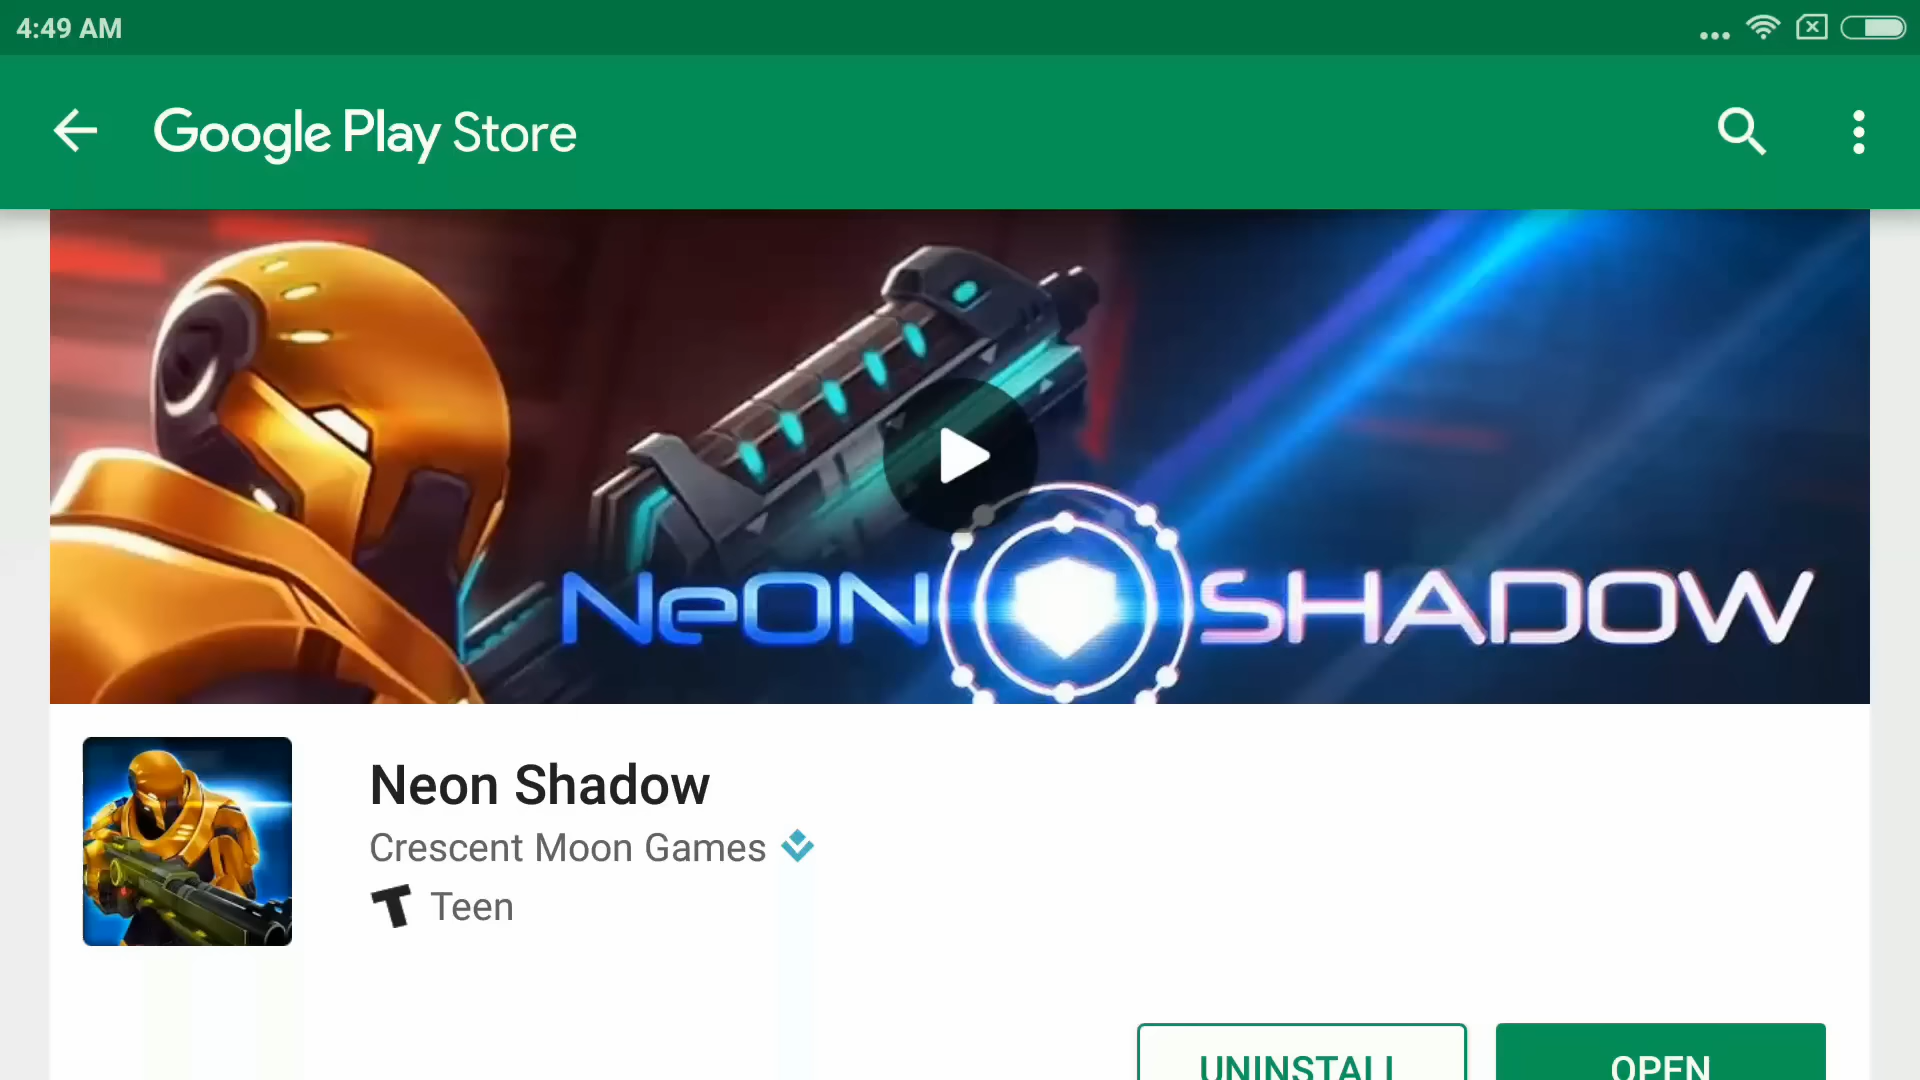 4:49 AM
Google Play Store
NeON SHADOW
Neon Shadow
Crescent Moon Games
T Teen
UNINSTALL
OPEN